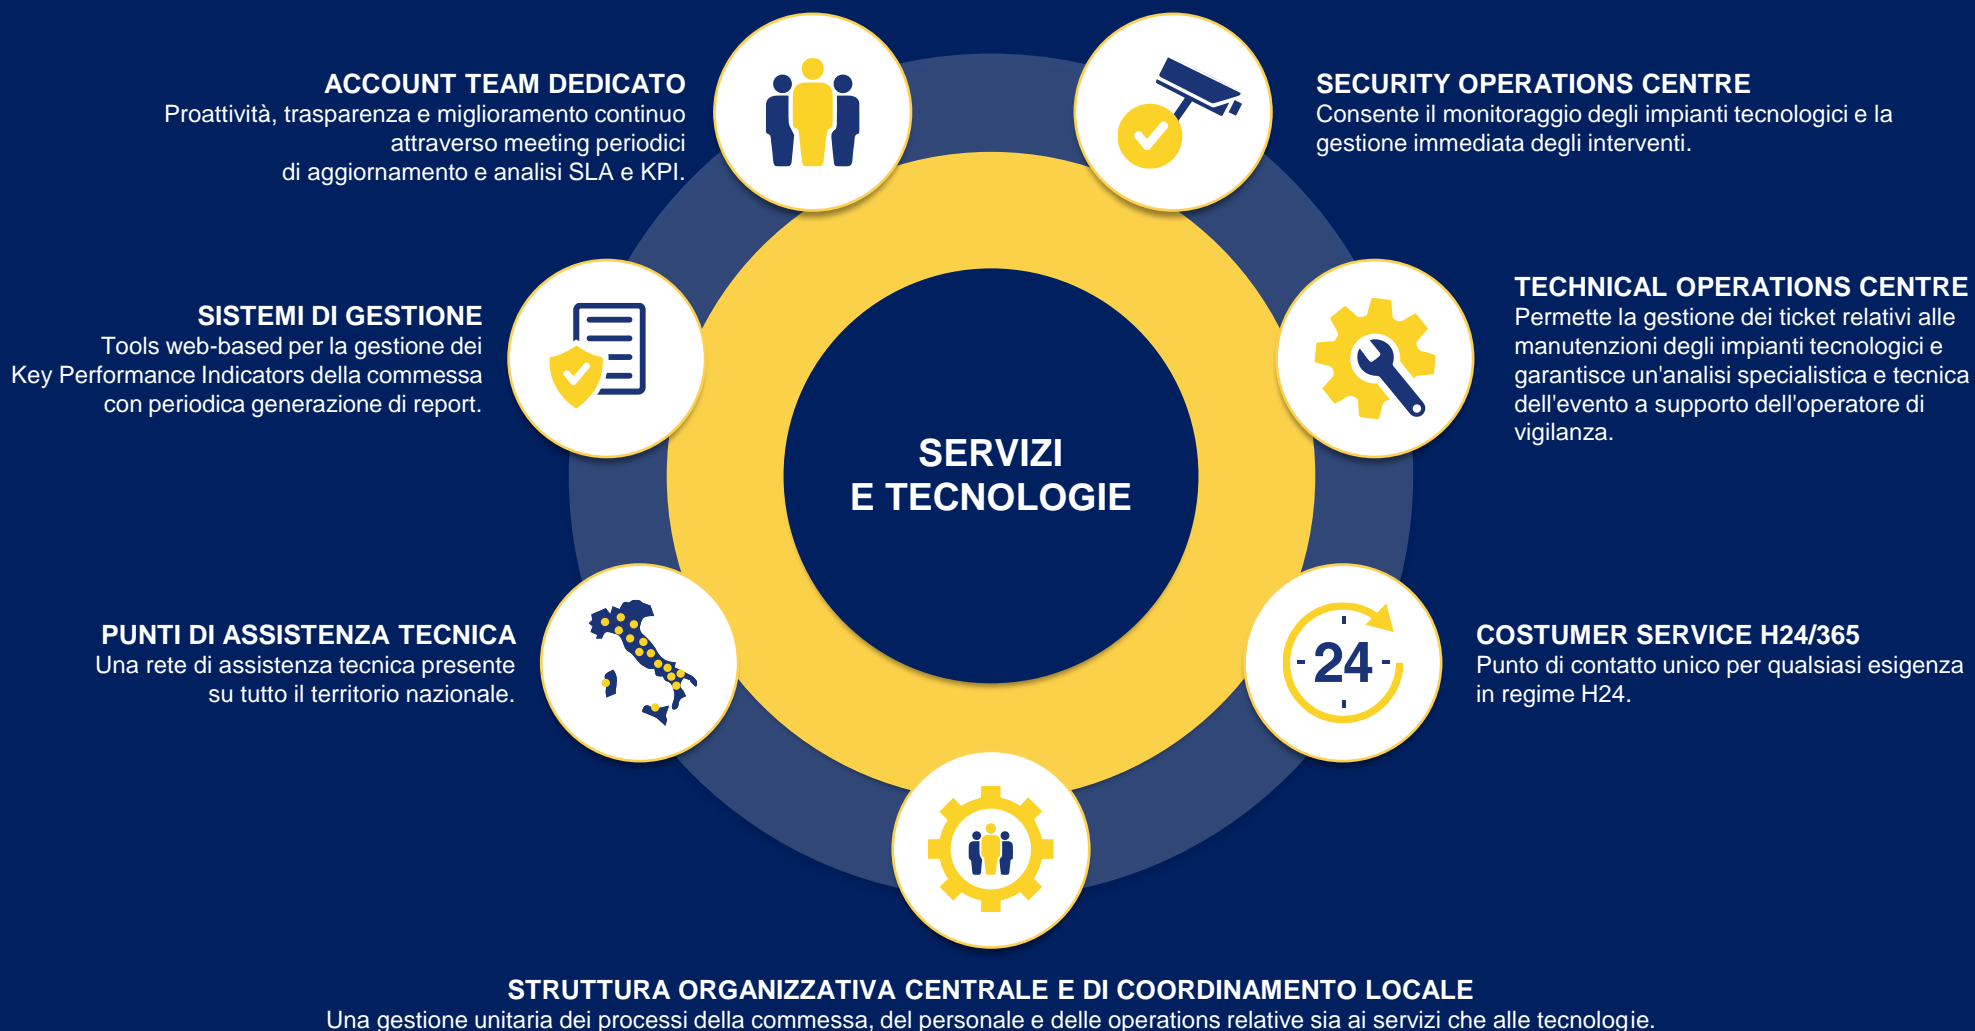 ACCOUNT TEAM DEDICATO
Proattività, trasparenza e miglioramento continuo
attraverso meeting periodici
di aggiornamento e analisi SLA e KPI.
SECURITY OPERATIONS CENTRE
Consente il monitoraggio degli impianti tecnologici e la
gestione immediata degli interventi.
SISTEMI DI GESTIONE
Tools web-based per la gestione dei
Key Performance Indicators della commessa
con periodica generazione di report.
TECHNICAL OPERATIONS CENTRE
Permette la gestione dei ticket relativi alle
manutenzioni degli impianti tecnologici e
garantisce un'analisi specialistica e tecnica
dell'evento a supporto dell'operatore di
vigilanza.
SERVIZI
E TECNOLOGIE
PUNTI DI ASSISTENZA TECNICA
Una rete di assistenza tecnica presente
su tutto il territorio nazionale.
24
COSTUMER SERVICE H24/365
Punto di contatto unico per qualsiasi esigenza
in regime H24.
STRUTTURA ORGANIZZATIVA CENTRALE E DI COORDINAMENTO LOCALE
Una gestione unitaria dei processi della commessa, del personale e delle operations relative sia ai servizi che alle tecnologie.